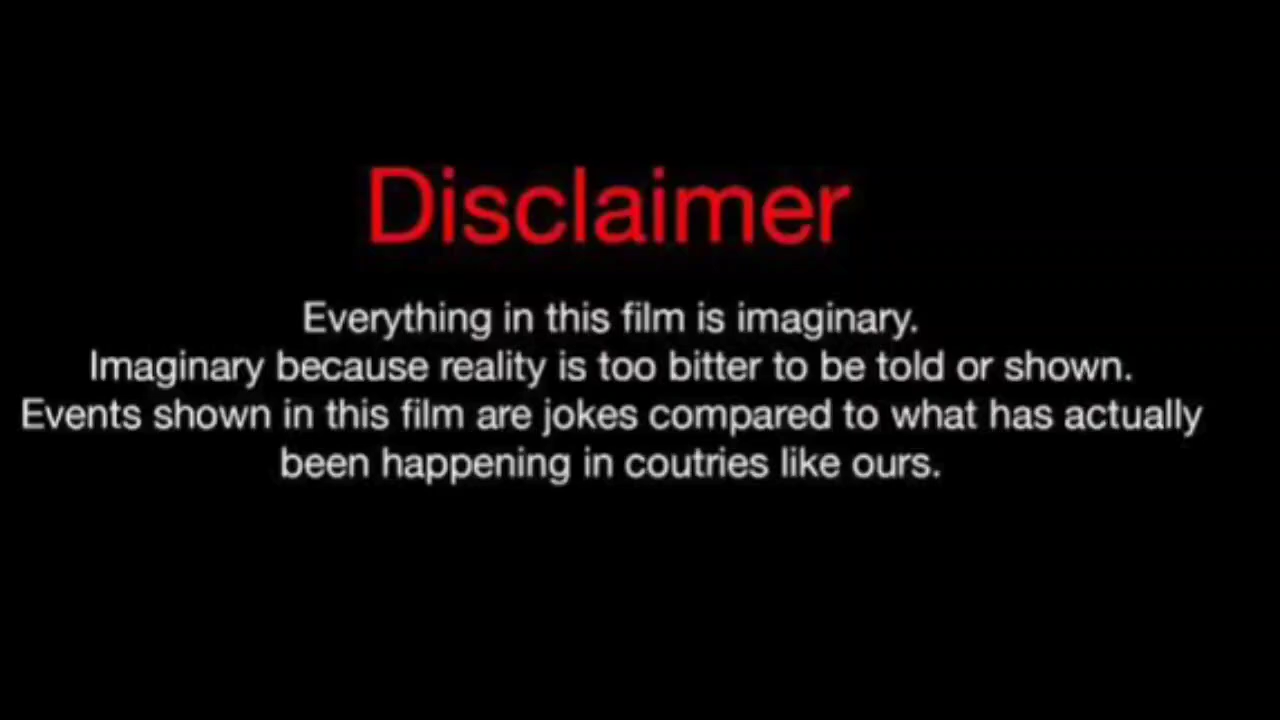 Disclaimer
Everything in this film is imaginary.
Imaginary because reality is too bitter to be told or shown.
Events shown in this film are jokes compared to what has actually
been happening in coutries like ours.